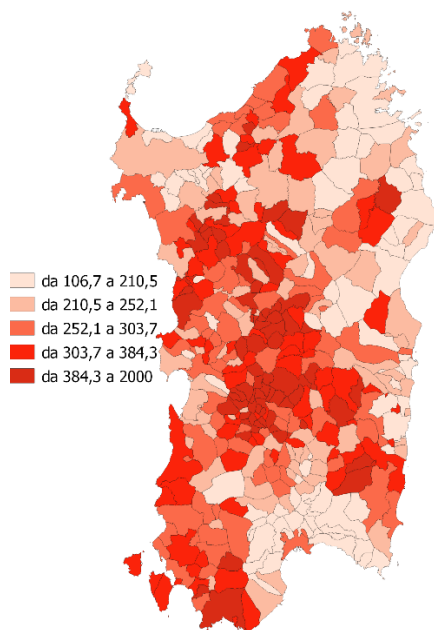 da 106,7 a 210,5
da 210,5 a 252,1
da 252,1 a 303,7
da 303,7 a 384,3
da 384,3 a 2000